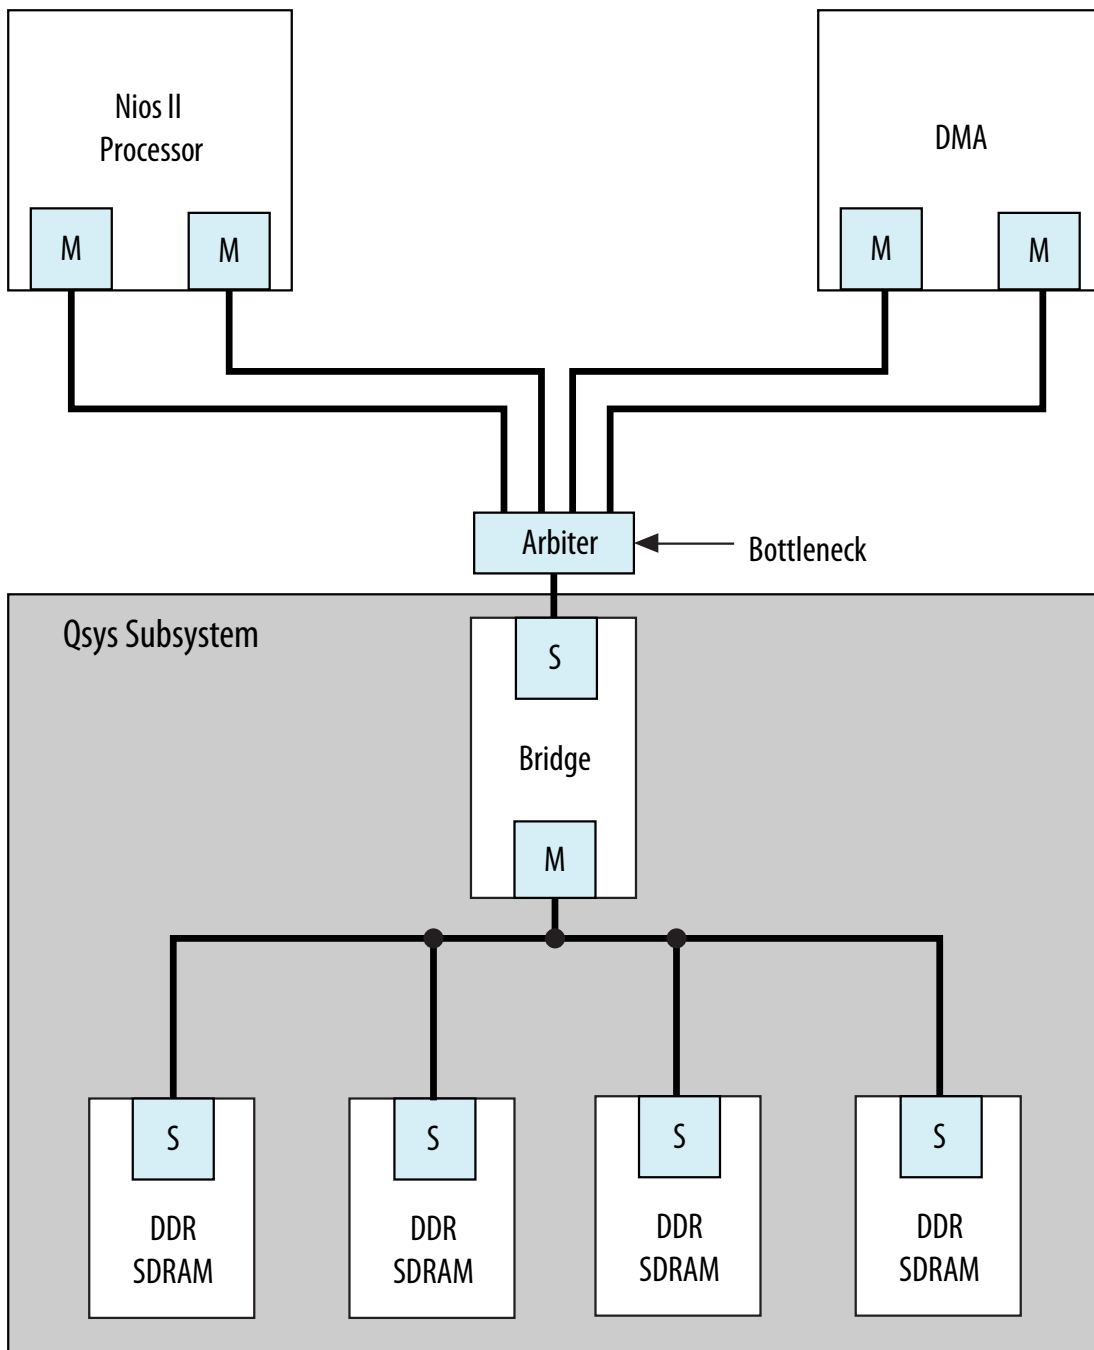 Nios II
Processor
DMA
M
M
M
M
Arbiter
Bottleneck
Qsys Subsystem
S
Bridge
M
S
S
S
S
DDR
SDRAM
DDR
SDRAM
DDR
SDRAM
DDR
SDRAM